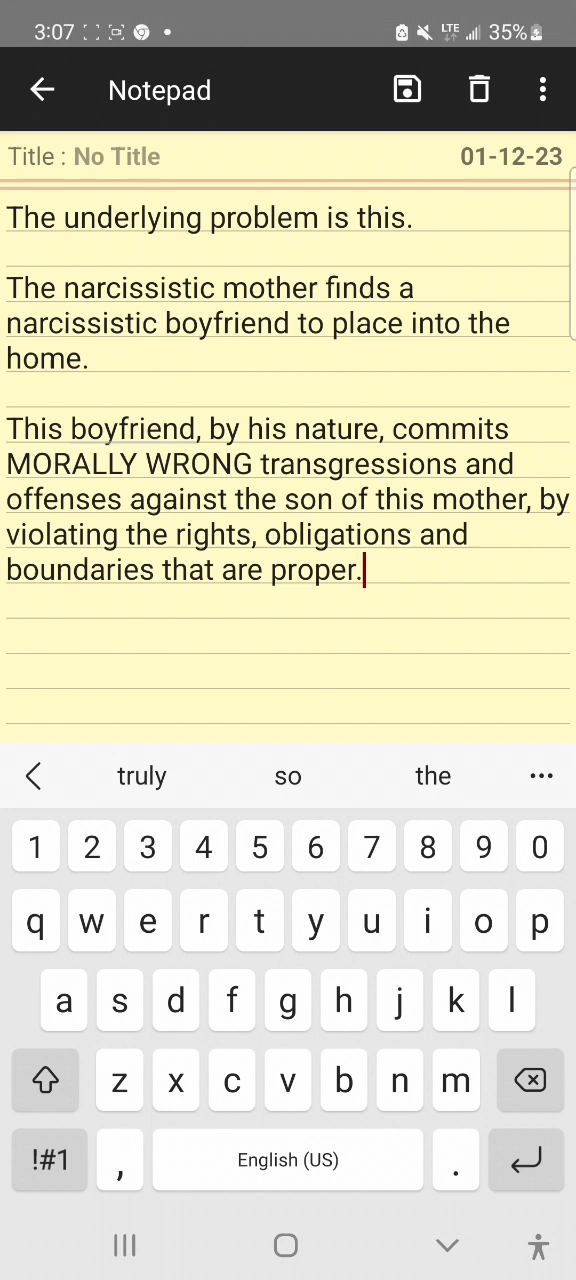 3:07 LTE 35%
Notepad
Title : No Title 01-12-23
The underlying problem is this.
The narcissistic mother finds a
narcissistic boyfriend to place into the
home.
This boyfriend, by his nature, commits
MORALLY WRONG transgressions and
offenses against the son of this mother, by
violating the rights, obligations and
boundaries that are proper.
truly so the ...
1 2 3 4 5 6 7 8 9 0
q w e r t y u i o p
a s d f g h j k l
z x c v b n m
!#1 , English (US) .